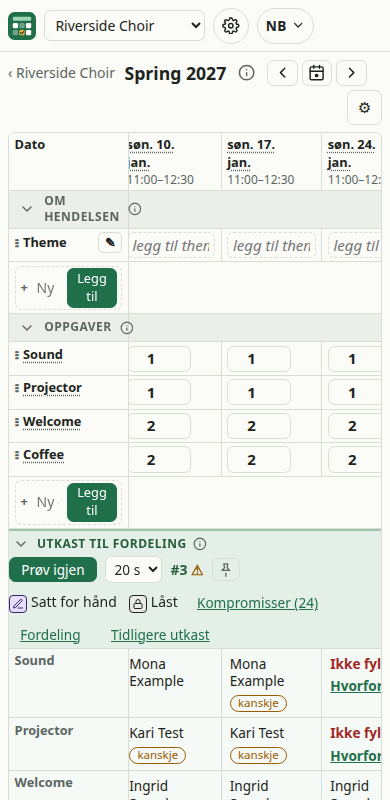 Riverside Choir
NB
‹ Riverside Choir Spring 2027
Dato
søn. 10. jan.
11:00–12:30
søn. 17. jan.
11:00–12:30
søn. 24. jan.
11:00–12:
OM HENDELSEN
Theme
legg til
legg til
legg til
+ Ny Legg til
OPPGAVER
Sound 1 1 1
Projector 1 1 1
Welcome 2 2 2
Coffee 2 2 2
+ Ny Legg til
UTKAST TIL FORDELING
Prøv igjen 20 s #3
Satt for hånd Låst Kompromisser (24)
Fordeling Tidligere utkast
Sound
Mona Example
Mona Example
kanskje
Ikke
Hvorfor
Projector
Kari Test
kanskje
Kari Test
kanskje
Ikke
Hvorfor
Welcome
Ingrid
Ingrid
Ingrid